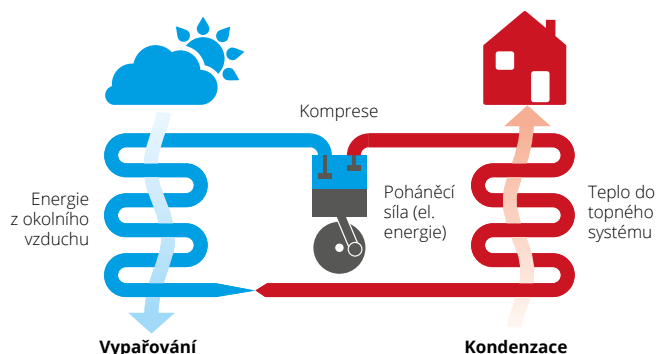 Komprese
Energie
z okolního
vzduchu
Poháněcí
síla (el.
energie)
Teplo do
topného
systému
Vypařování
Kondenzace